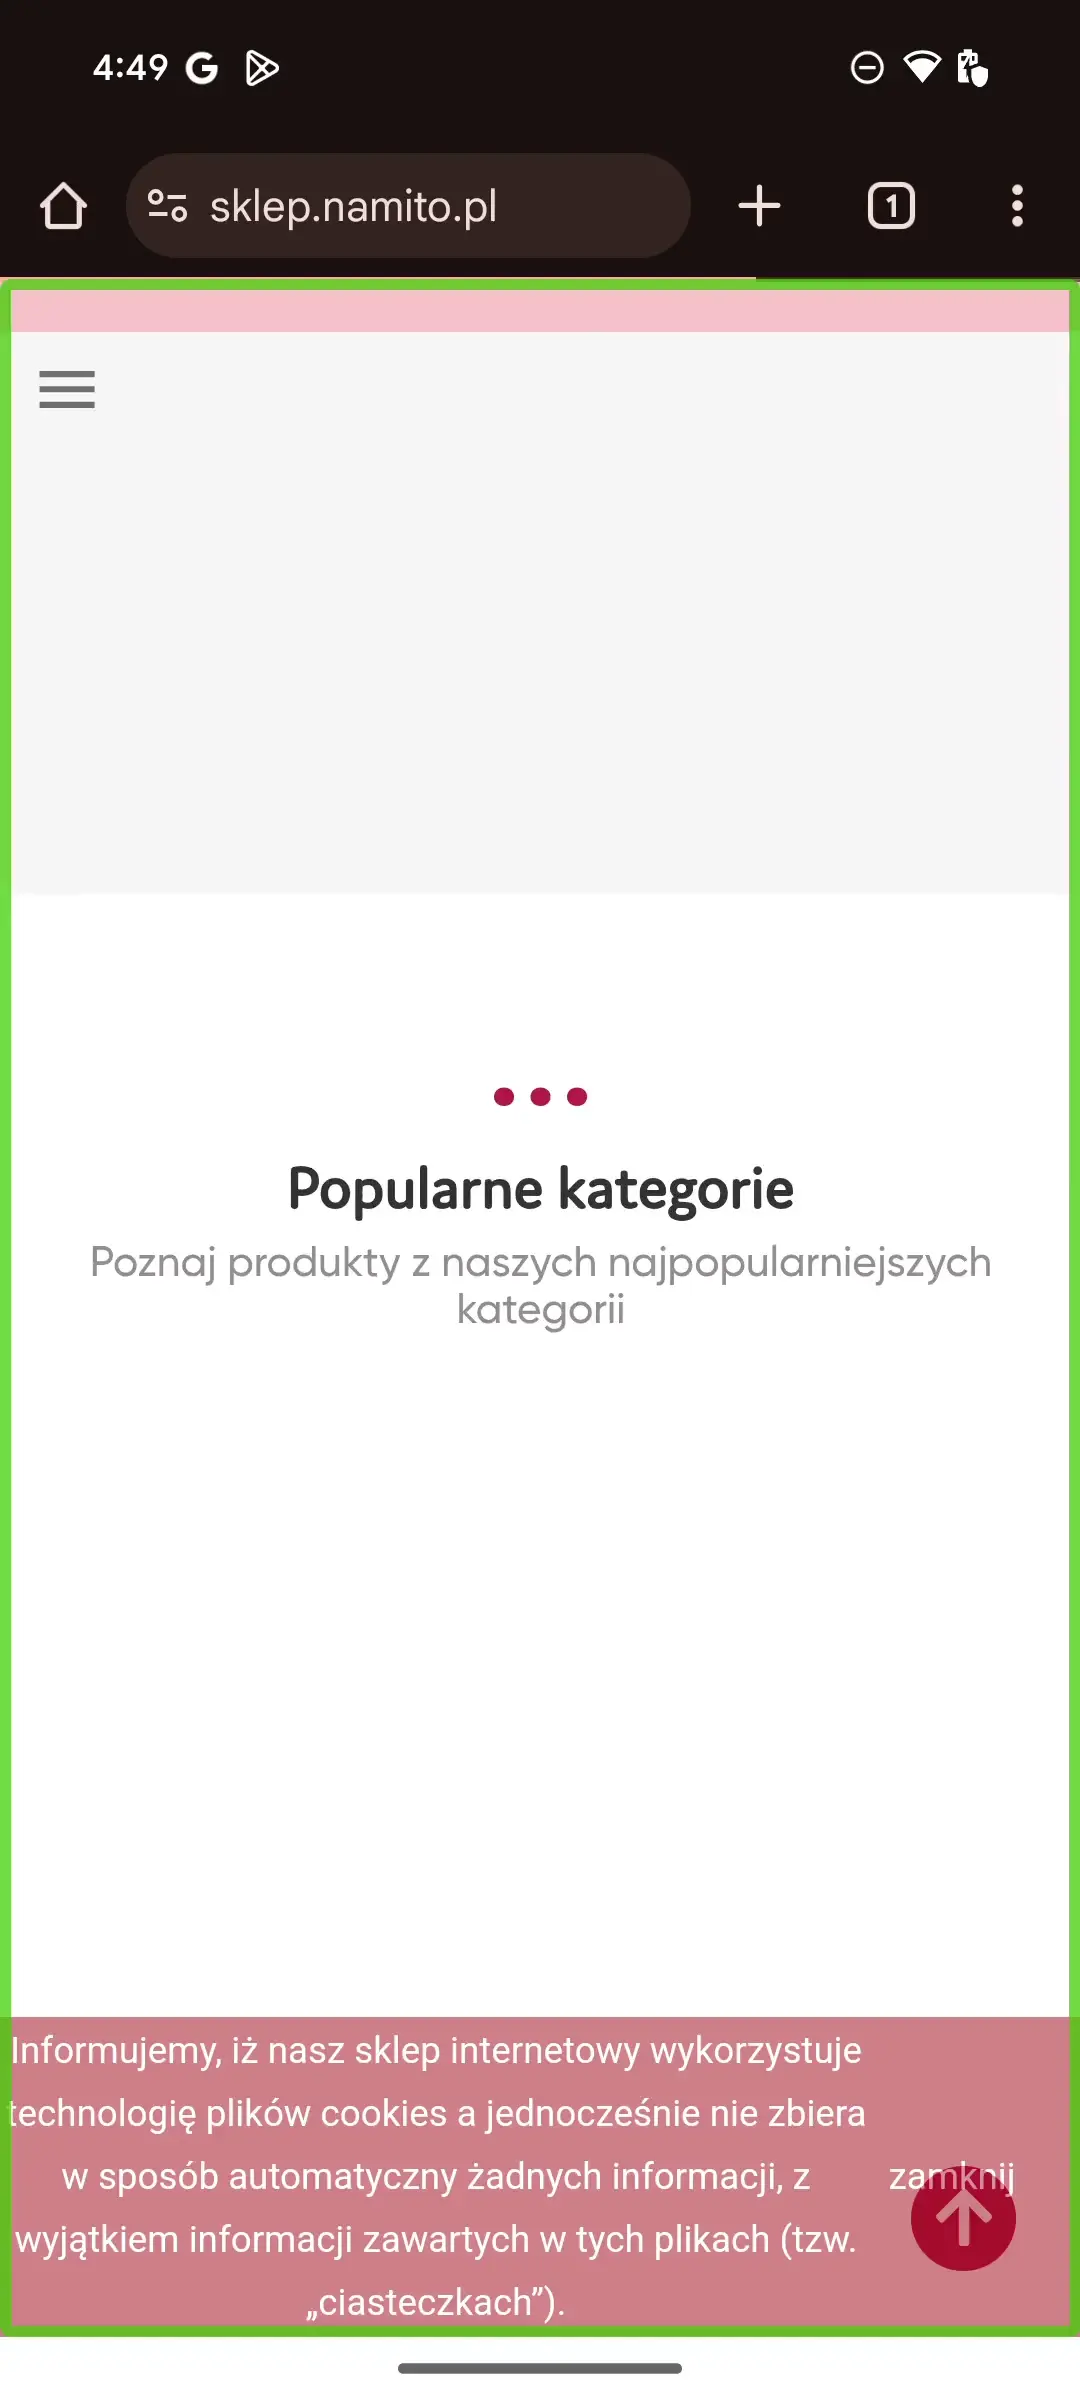 4:49
sklep.namito.pl
1
Popularne kategorie
Poznaj produkty z naszych najpopularniejszych
kategorii
Informujemy, iż nasz sklep internetowy wykorzystuje
technologię plików cookies a jednocześnie nie zbiera
w sposób automatyczny żadnych informacji, z
zamknij
wyjątkiem informacji zawartych w tych plikach (tzw.
„ciasteczkach”).